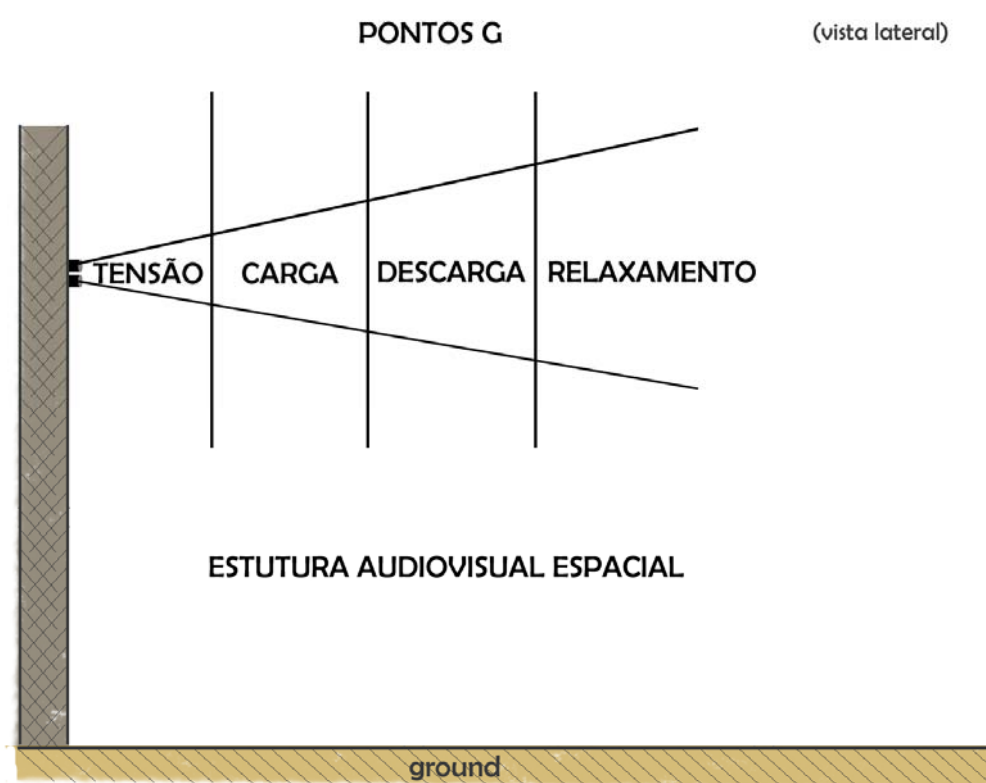 PONTOS G
(vista lateral)
TENSÃO CARGA DESCARGA RELAXAMENTO
ESTUTURA AUDIOVISUAL ESPACIAL
ground